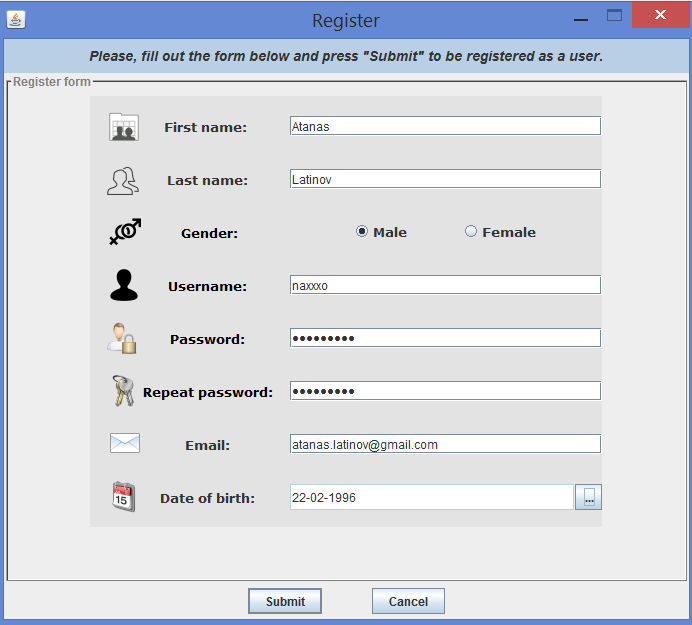 Register
Please, fill out the form below and press "Submit" to be registered as a user.
Register form
First name: Atanas
Last name: Latinov
Gender: Male Female
Username: naxxxo
Password: •••••••••
Repeat password: •••••••••
Email: atanas.latinov@gmail.com
15
Date of birth: 22-02-1996 ...
Submit Cancel